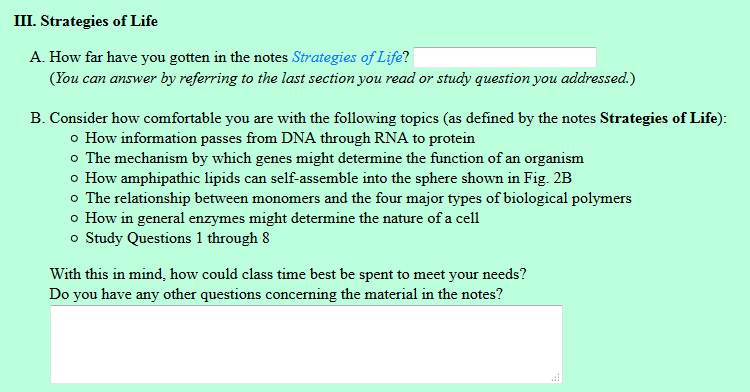 III. Strategies of Life
A. How far have you gotten in the notes Strategies of Life?
(You can answer by referring to the last section you read or study question you addressed.)
B. Consider how comfortable you are with the following topics (as defined by the notes Strategies of Life):
o How information passes from DNA through RNA to protein
o The mechanism by which genes might determine the function of an organism
o How amphipathic lipids can self-assemble into the sphere shown in Fig. 2B
o The relationship between monomers and the four major types of biological polymers
o How in general enzymes might determine the nature of a cell
o Study Questions 1 through 8
With this in mind, how could class time best be spent to meet your needs?
Do you have any other questions concerning the material in the notes?